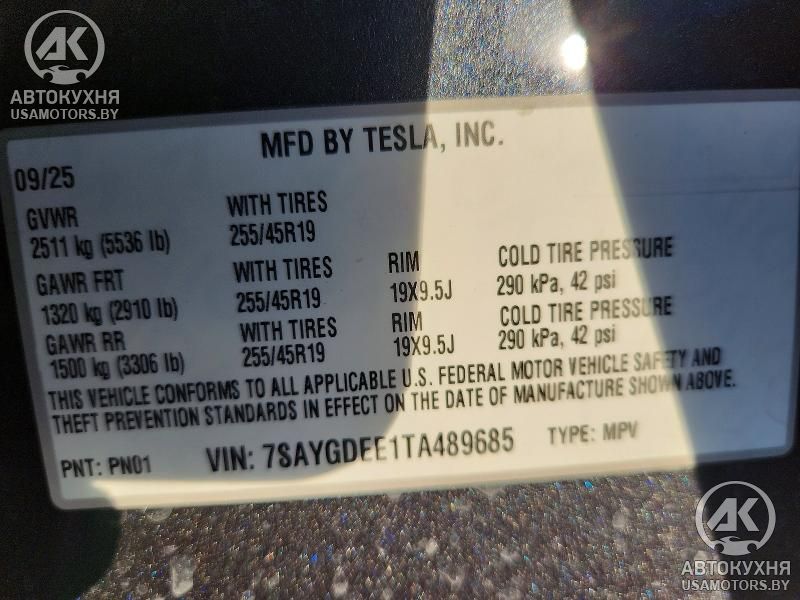 AK
АВТОКУХНЯ
USAMOTORS.BY
MFD BY TESLA, INC.
09/25
GVWR WITH TIRES
2511 kg (5536 lb) 255/45R19
GAWR FRT WITH TIRES RIM COLD TIRE PRESSURE
1320 kg (2910 lb) 255/45R19 19X9.5J 290 kPa, 42 psi
GAWR RR WITH TIRES RIM COLD TIRE PRESSURE
1500 kg (3306 lb) 255/45R19 19X9.5J 290 kPa, 42 psi
THIS VEHICLE CONFORMS TO ALL APPLICABLE U.S. FEDERAL MOTOR VEHICLE SAFETY AND
THEFT PREVENTION STANDARDS IN EFFECT ON THE DATE OF MANUFACTURE SHOWN ABOVE.
PNT: PN01 VIN: 7SAYGDEE1TA489685 TYPE: MPV
AK
АВТОКУХНЯ
USAMOTORS.BY